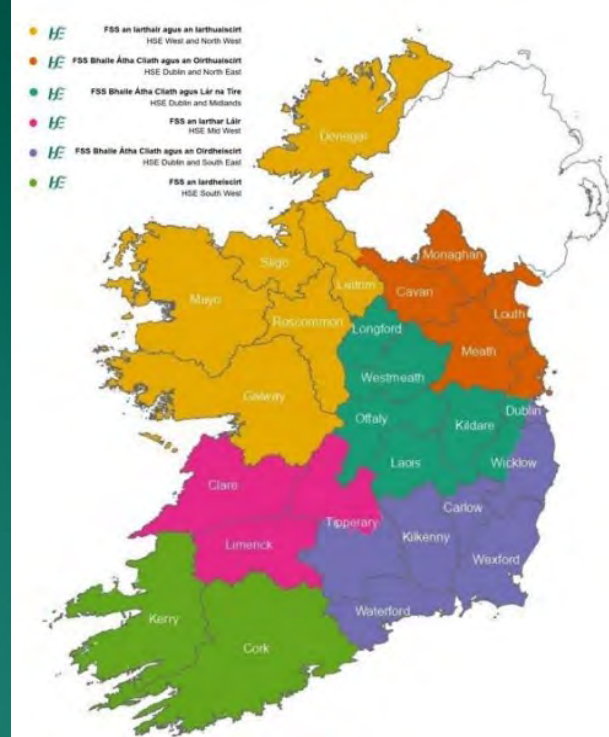 FSS an Iarthair agus an Iarthuaiscirt
HSE West and North West
FSS Bhaile Átha Cliath agus an Oirthuaiscirt
HSE Dublin and North East
FSS Bhaile Átha Cliath agus Lár na Tíre
HSE Dublin and Midlands
FSS an Iarthar Láir
HSE Mid West
FSS Bhaile Átha Cliath agus an Oirdheiscirt
HSE Dublin and South East
FSS an Iardheiscirt
HSE South West
Donegal
Monaghan
Sligo
Leitrim
Cavan
Mayo
Louth
Roscommon
Longford
Meath
Westmeath
Galway
Dublin
Offaly
Kildare
Laois
Wicklow
Clare
Carlow
Tipperary
Kilkenny
Limerick
Wexford
Waterford
Kerry
Cork